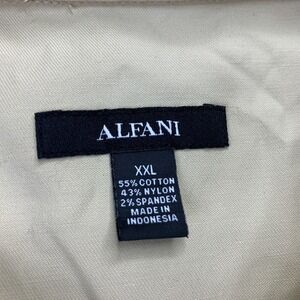 ALFANI
XXL
55% COTTON
43% NYLON
2% SPANDEX
MADE IN
INDONESIA